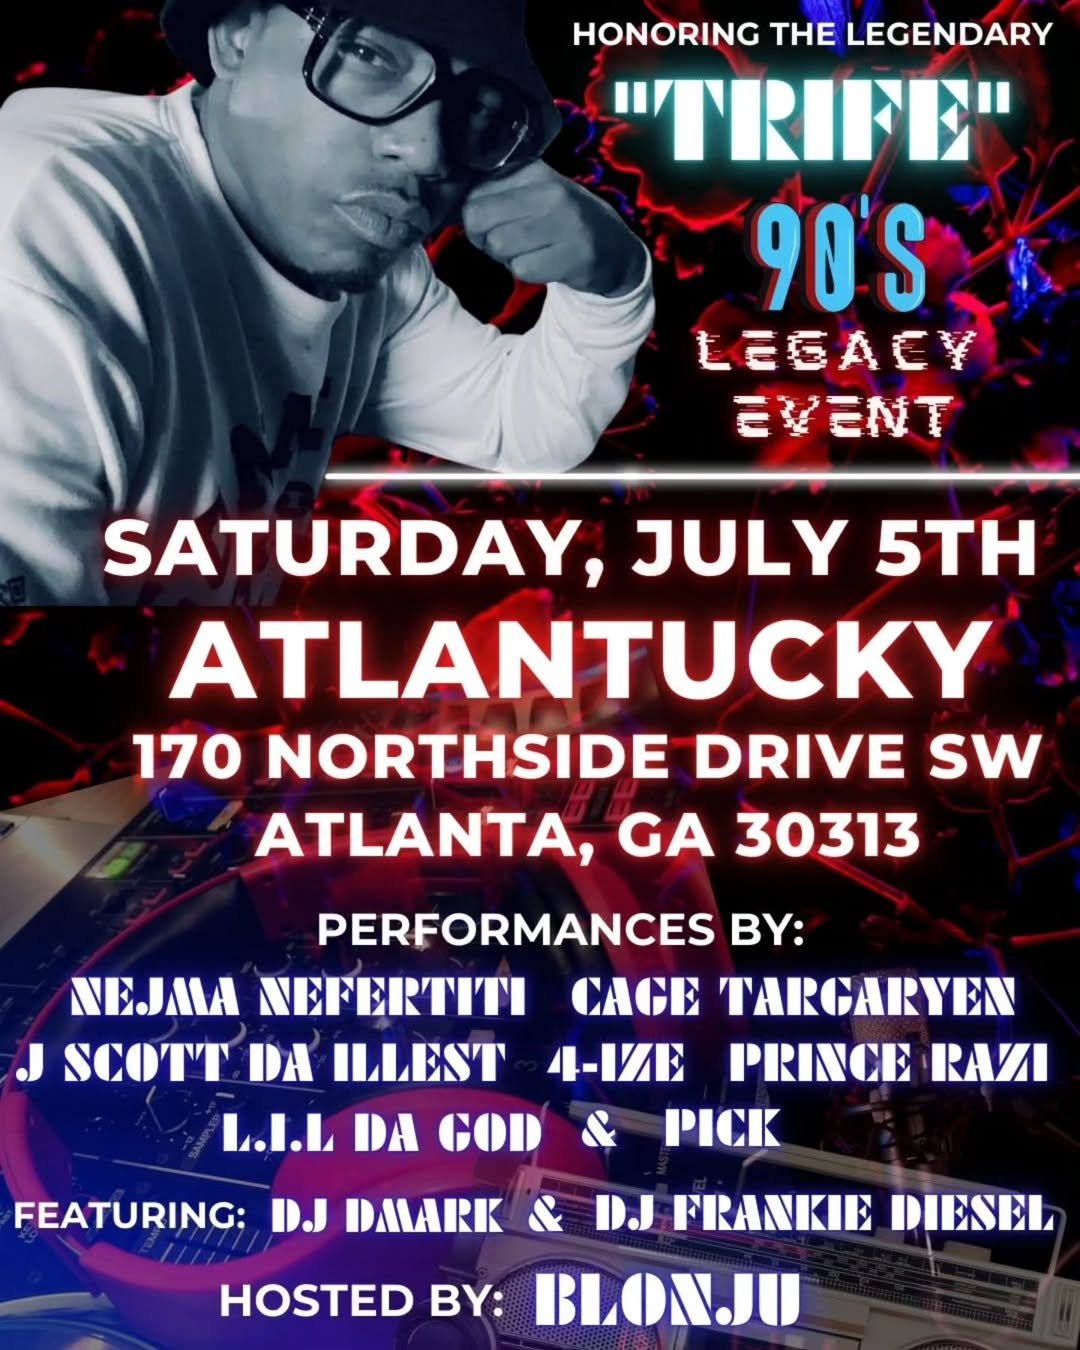 HONORING THE LEGENDARY
"TRIFE"
90'S
LEGACY
EVENT
SATURDAY, JULY 5TH
ATLANTUCKY
170 NORTHSIDE DRIVE SW
ATLANTA, GA 30313
PERFORMANCES BY:
NEJMA NEFERTITI CAGE TARGARYEN
J SCOTT DA ILLEST 4-IZE PRINCE RAZI
L.I.L DA GOD & PICK
FEATURING: DJ DMARK & DJ FRANKIE DIESEL
HOSTED BY: BLONJU